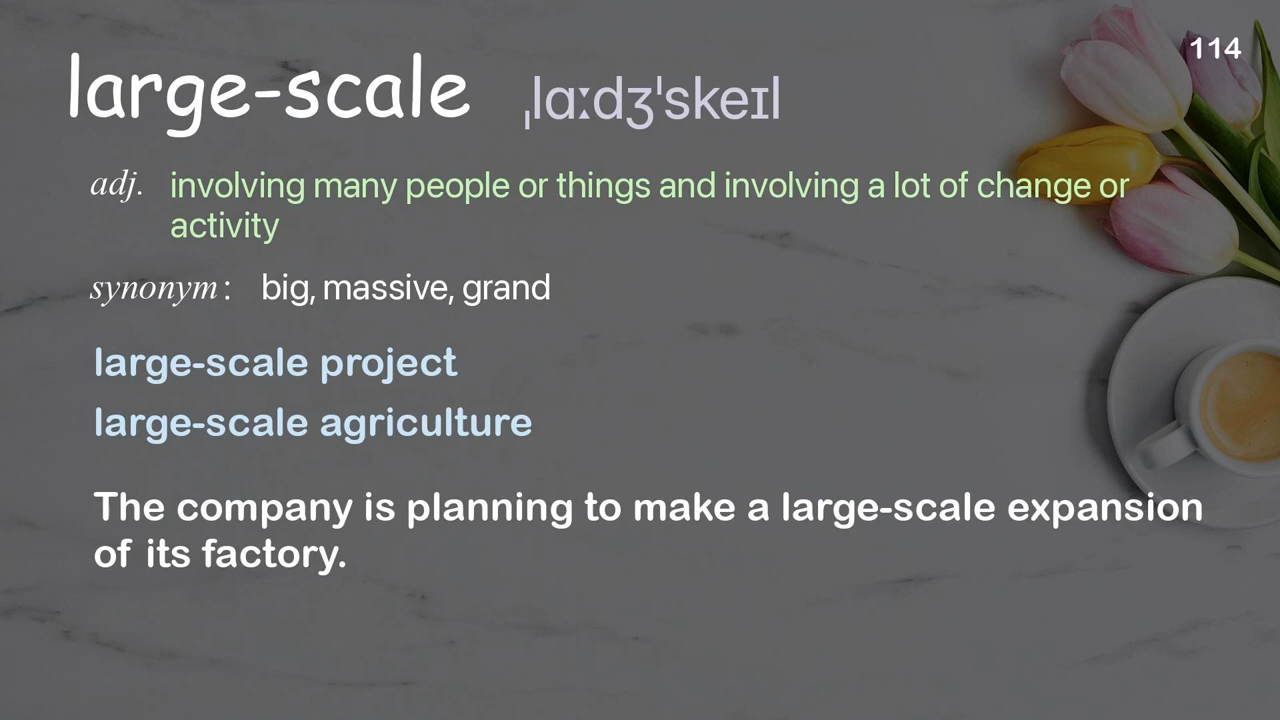 114
large-scale ˌlɑːdʒˈskeɪl
adj. involving many people or things and involving a lot of change or
activity
synonym: big, massive, grand
large-scale project
large-scale agriculture
The company is planning to make a large-scale expansion
of its factory.